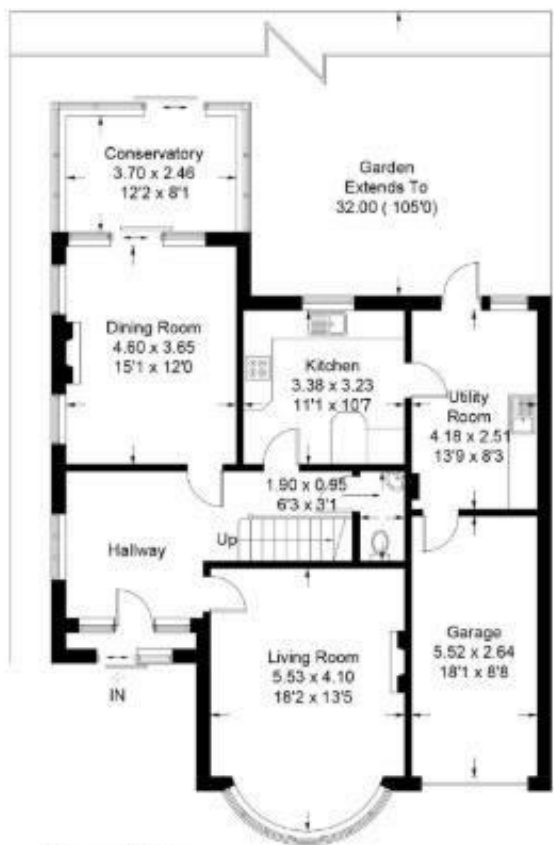 Conservatory
3.70 x 2.46
12'2 x 8'1
Garden
Extends To
32.00 ( 105'0)
Dining Room
4.60 x 3.65
15'1 x 12'0
Kitchen
3.38 x 3.23
11'1 x 10'7
Utility
Room
4.18 x 2.51
13'9 x 8'3
1.90 x 0.95
6'3 x 3'1
Hallway
Up
Living Room
5.53 x 4.10
18'2 x 13'5
Garage
5.52 x 2.64
18'1 x 8'8
IN